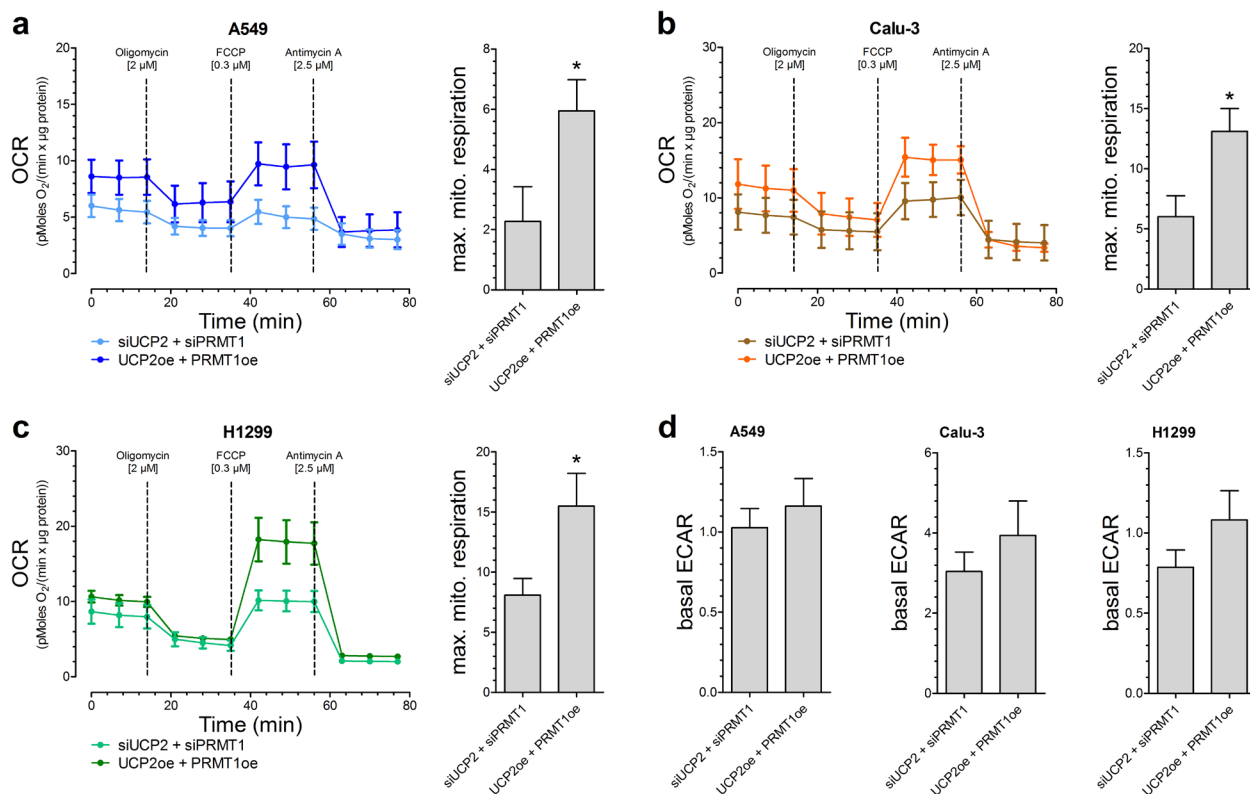 a
A549
Oligomycin
[2 µM]
FCCP
[0.3 µM]
Antimycin A
[2.5 µM]
OCR
(pMoles O2/(min x µg protein))
20
15
10
5
0
0 20 40 60 80
Time (min)
siUCP2 + siPRMT1
UCP2oe + PRMT1oe
max. mito. respiration
8
6
4
2
0
*
siUCP2 + siPRMT1
UCP2oe + PRMT1oe
b
Calu-3
Oligomycin
[2 µM]
FCCP
[0.3 µM]
Antimycin A
[2.5 µM]
OCR
(pMoles O2/(min x µg protein))
30
20
10
0
0 20 40 60 80
Time (min)
siUCP2 + siPRMT1
UCP2oe + PRMT1oe
max. mito. respiration
20
15
10
5
0
*
siUCP2 + siPRMT1
UCP2oe + PRMT1oe
c
H1299
Oligomycin
[2 µM]
FCCP
[0.3 µM]
Antimycin A
[2.5 µM]
OCR
(pMoles O2/(min x µg protein))
30
20
10
0
0 20 40 60 80
Time (min)
siUCP2 + siPRMT1
UCP2oe + PRMT1oe
max. mito. respiration
20
15
10
5
0
*
siUCP2 + siPRMT1
UCP2oe + PRMT1oe
d
A549
basal ECAR
1.5
1.0
0.5
0.0
siUCP2 + siPRMT1
UCP2oe + PRMT1oe
Calu-3
basal ECAR
6
4
2
0
siUCP2 + siPRMT1
UCP2oe + PRMT1oe
H1299
basal ECAR
1.5
1.0
0.5
0.0
siUCP2 + siPRMT1
UCP2oe + PRMT1oe